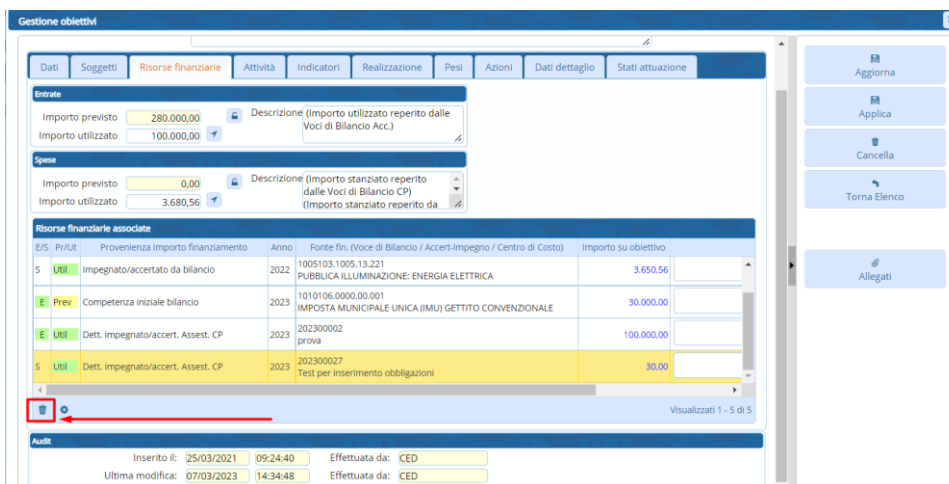 Gestione obiettivi
Dati Soggetti Risorse finanziarie Attività Indicatori Realizzazione Pesi Azioni Dati dettaglio Stati attuazione
Entrate
Importo previsto 280.000,00 Descrizione (Importo utilizzato reperito dalle
Voci di Bilancio Acc.)
Importo utilizzato 100.000,00
Spese
Importo previsto 0,00 Descrizione (Importo stanziato reperito
dalle Voci di Bilancio CP)
Importo utilizzato 3.680,56 (Importo stanziato reperito da
Risorse finanziarie associate
E/S Pr/Ut Provenienza Importo finanziamento Anno Fonte fin. (Voce di Bilancio / Accert-Impegno / Centro di Costo) Importo su obiettivo
S Util Impegnato/accertato da bilancio 2022 1005103.1005.13.221 3.650,56
PUBBLICA ILLUMINAZIONE: ENERGIA ELETTRICA
E Prev Competenza iniziale bilancio 2023 1010106.0000.00.001 30.000,00
IMPOSTA MUNICIPALE UNICA (IMU) GETTITO CONVENZIONALE
E Util Dett. impegnato/accert. Assest. CP 2023 202300002 100.000,00
prova
S Util Dett. impegnato/accert. Assest. CP 2023 202300027 30,00
Test per inserimento obbligazioni
Visualizzati 1 - 5 di 5
Audit
Inserito il: 25/03/2021 09:24:40 Effettuata da: CED
Ultima modifica: 07/03/2023 14:34:48 Effettuata da: CED
Aggiorna
Applica
Cancella
Torna Elenco
Allegati